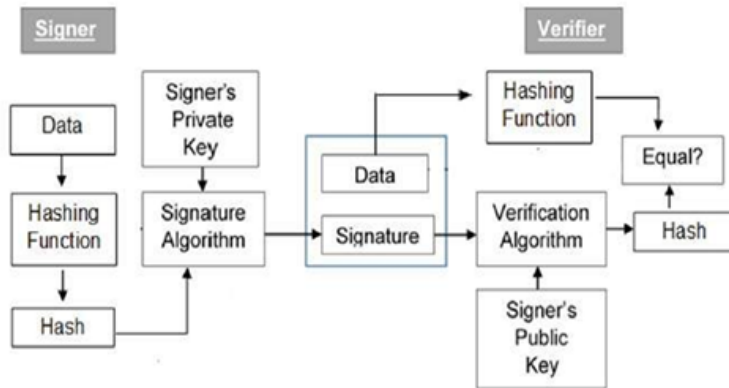 Signer
Verifier
Data
Hashing
Function
Hash
Signer's
Private
Key
Signature
Algorithm
Data
Signature
Hashing
Function
Verification
Algorithm
Signer's
Public
Key
Equal?
Hash